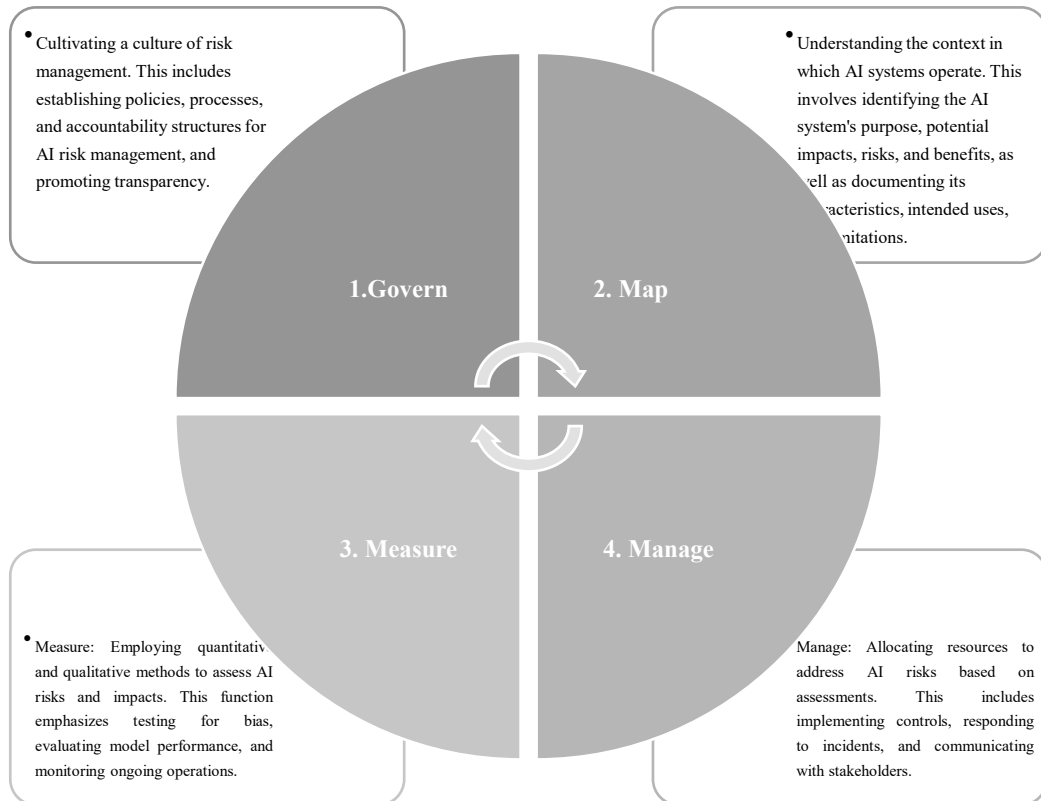 • Cultivating a culture of risk
management. This includes
establishing policies, processes,
and accountability structures for
AI risk management, and
promoting transparency.
• Understanding the context in
which AI systems operate. This
involves identifying the AI
system's purpose, potential
impacts, risks, and benefits, as
documenting its
intended uses,
1.Govern
2. Map
3. Measure
4. Manage
• Measure: Employing
and qualitative methods to assess AI
risks and impacts. This function
emphasizes testing for bias,
evaluating model performance, and
monitoring ongoing operations.
Manage: Allocating resources to
address AI risks based on
assessments. This includes
implementing controls, responding
to incidents, and communicating
with stakeholders.